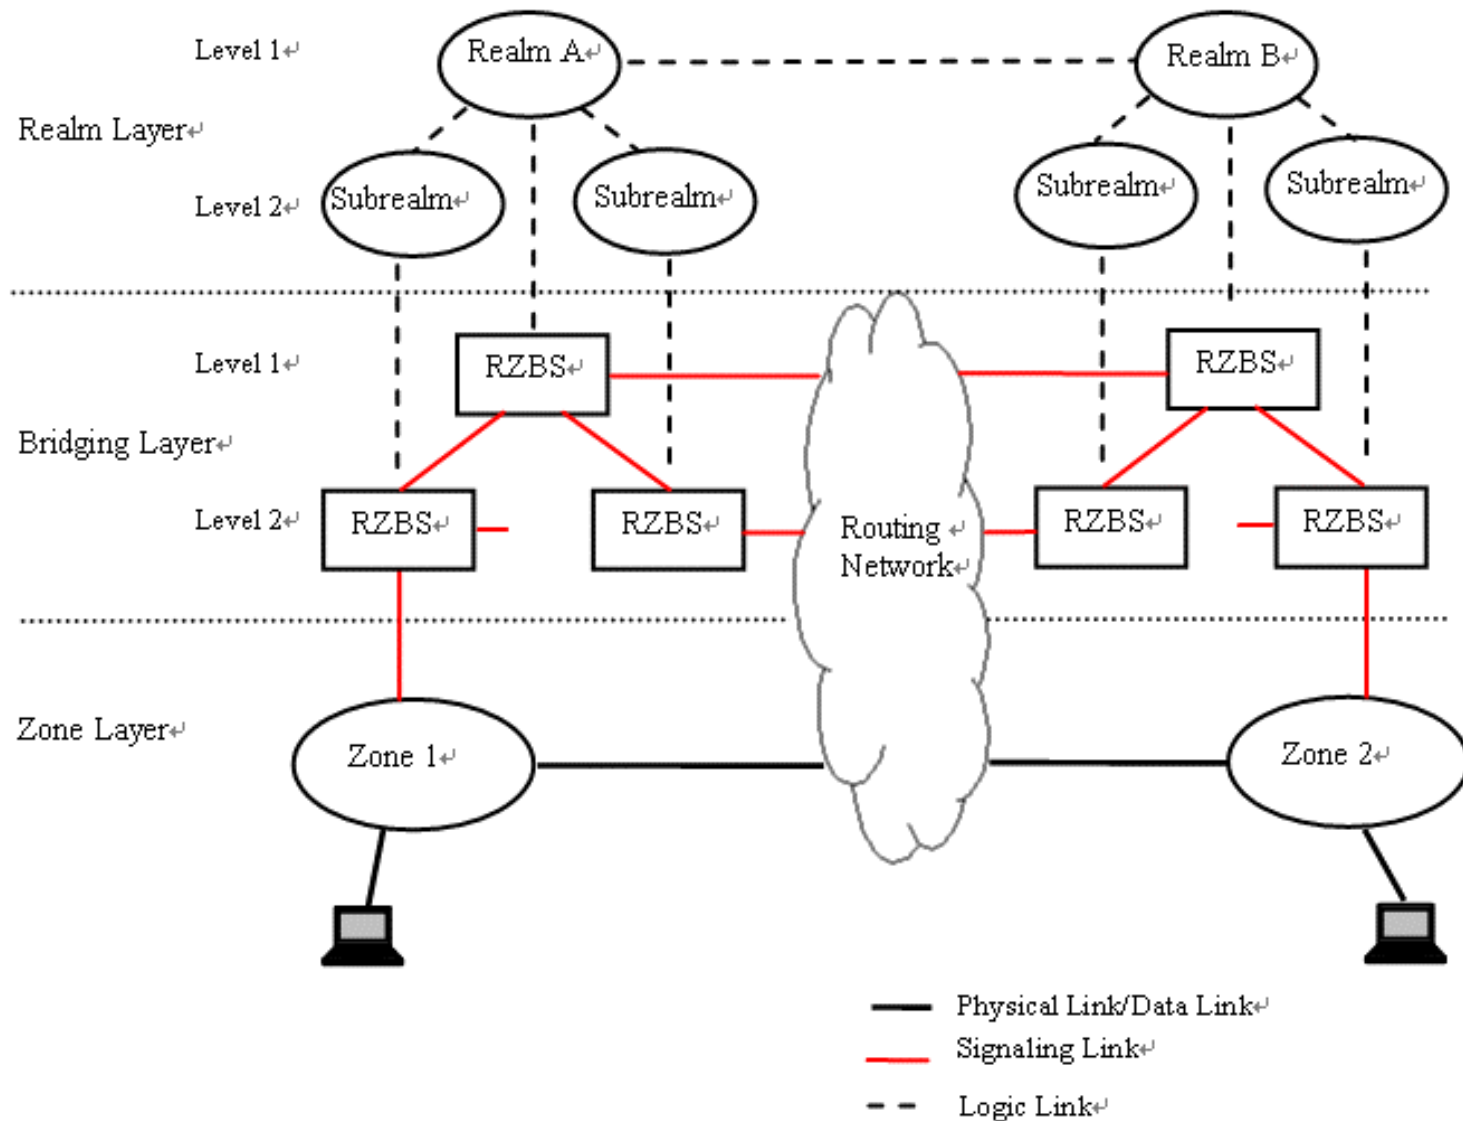 Level 1↵
Realm A↵
Realm B↵
Realm Layer↵
Level 2↵
Subrealm↵
Subrealm↵
Subrealm↵
Subrealm↵
Level 1↵
RZBS↵
RZBS↵
Bridging Layer↵
Level 2↵
RZBS↵
RZBS↵
Routing ↵
Network↵
RZBS↵
RZBS↵
Zone Layer↵
Zone 1↵
Zone 2↵
Physical Link/Data Link↵
Signaling Link↵
Logic Link↵